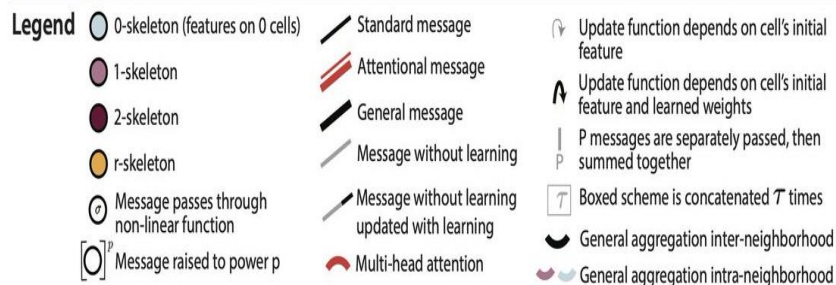 Legend
0-skeleton (features on 0 cells)
1-skeleton
2-skeleton
r-skeleton
σ Message passes through
non-linear function
[ ]p Message raised to power p
Standard message
Attentional message
General message
Message without learning
Message without learning
updated with learning
Multi-head attention
Update function depends on cell's initial
feature
Update function depends on cell's initial
feature and learned weights
P messages are separately passed, then
P summed together
τ Boxed scheme is concatenated τ times
General aggregation inter-neighborhood
General aggregation intra-neighborhood